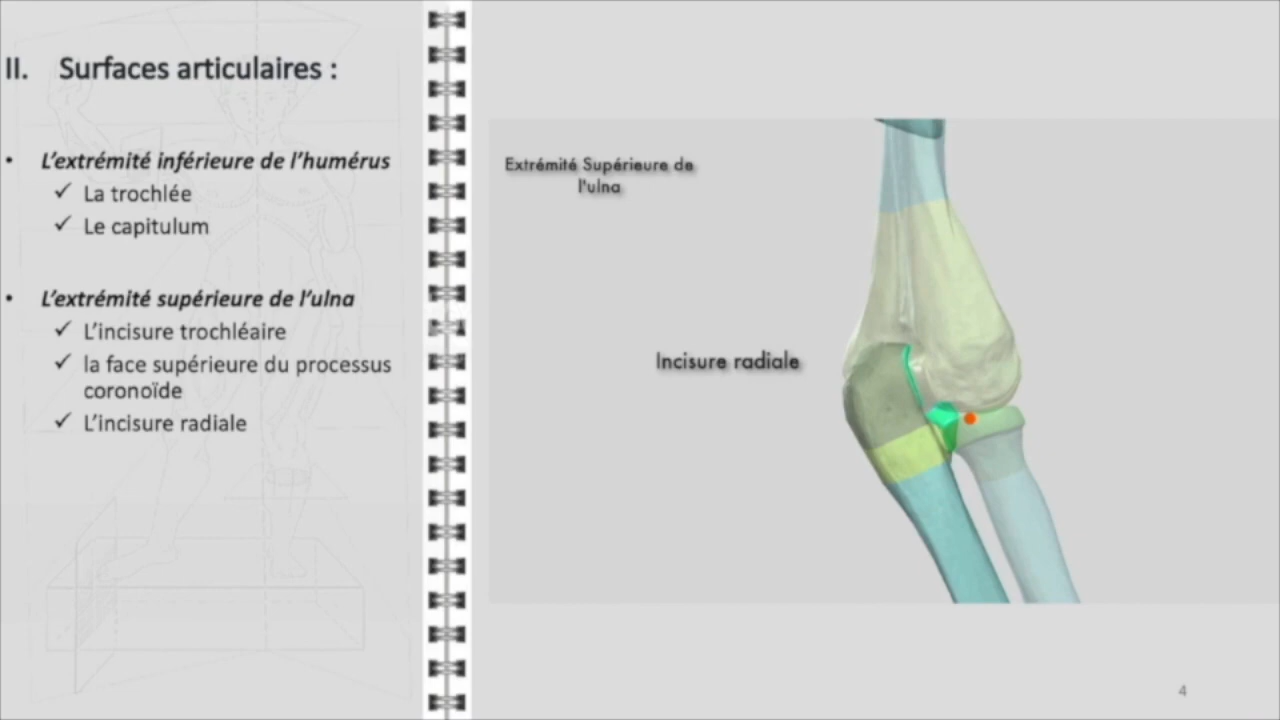 II. Surfaces articulaires :
• L'extrémité inférieure de l'humérus
✓ La trochlée
✓ Le capitulum
• L'extrémité supérieure de l'ulna
✓ L'incisure trochléaire
✓ la face supérieure du processus
coronoïde
✓ L'incisure radiale
Extrémité Supérieure de
l'ulna
Incisure radiale
4